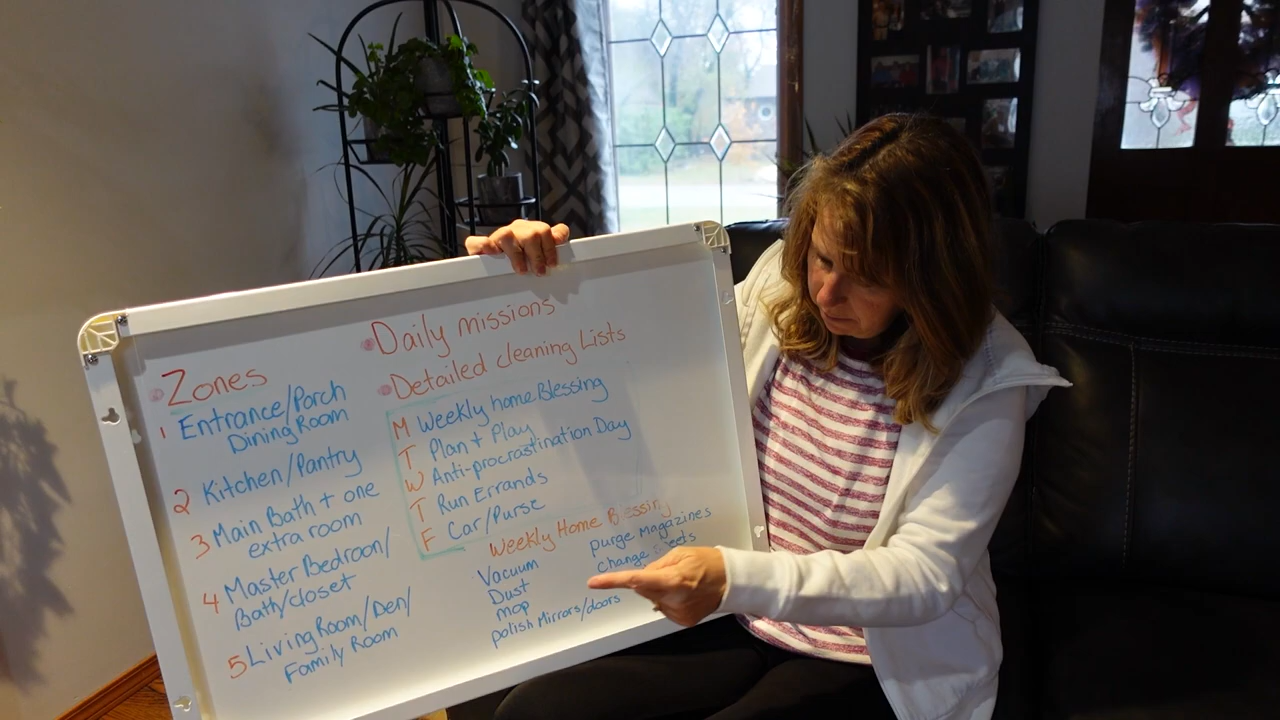 Daily missions
Detailed cleaning Lists
Zones
1 Entrance/Porch
Dining Room
2 Kitchen/Pantry
3 Main Bath + one
extra room
4 Master Bedroom/
Bath/closet
5 Living Room/Den/
Family Room
M Weekly home Blessing
T Plan + Play
W Anti-procrastination Day
T Run Errands
F Car/Purse
Weekly Home Blessing
Vacuum
Dust
mop
polish Mirrors/doors
purge Magazines
change